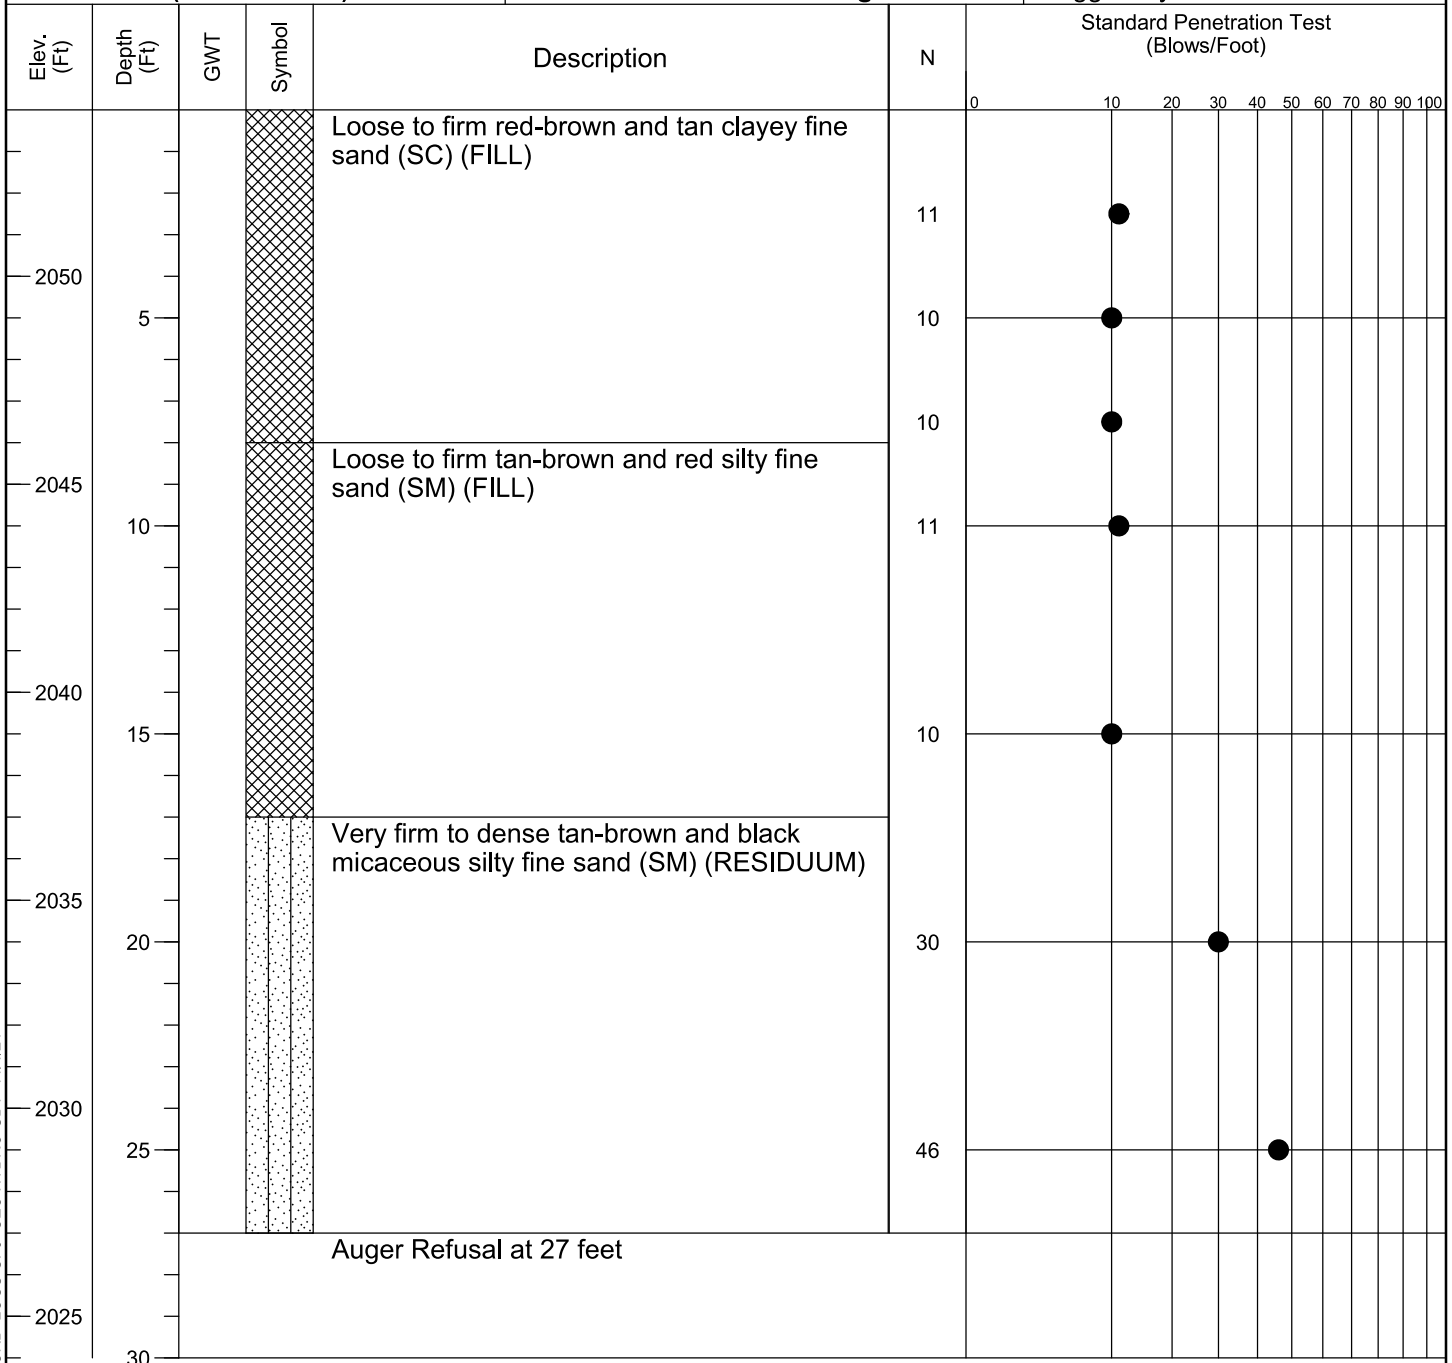 Elev.
(Ft)
Depth
(Ft)
GWT
Symbol
Description
N
Standard Penetration Test
(Blows/Foot)
0 10 20 30 40 50 60 70 80 90 100
Loose to firm red-brown and tan clayey fine
sand (SC) (FILL)
11
2050
5
10
10
Loose to firm tan-brown and red silty fine
sand (SM) (FILL)
2045
10
11
2040
15
10
Very firm to dense tan-brown and black
micaceous silty fine sand (SM) (RESIDUUM)
2035
20
30
2030
25
46
Auger Refusal at 27 feet
2025
30